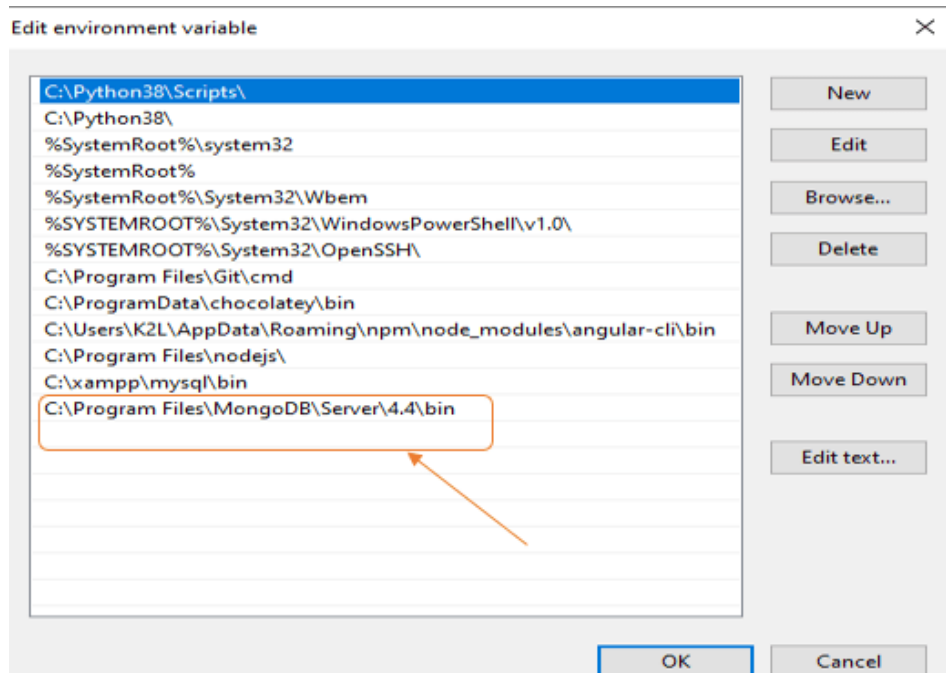 Edit environment variable
C:\Python38\Scripts\
New
C:\Python38\
%SystemRoot%\system32
Edit
%SystemRoot%
%SystemRoot%\System32\Wbem
Browse...
%SYSTEMROOT%\System32\WindowsPowerShell\v1.0\
%SYSTEMROOT%\System32\OpenSSH\
Delete
C:\Program Files\Git\cmd
C:\ProgramData\chocolatey\bin
C:\Users\K2L\AppData\Roaming\npm\node_modules\angular-cli\bin
Move Up
C:\Program Files\nodejs\
C:\xampp\mysql\bin
Move Down
C:\Program Files\MongoDB\Server\4.4\bin
Edit text...
OK
Cancel